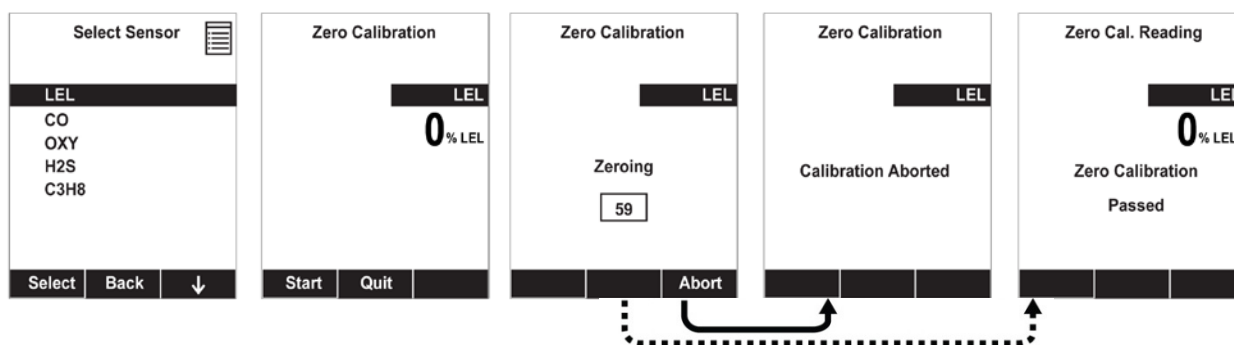 Select Sensor
LEL
CO
OXY
H2S
C3H8
Select Back ↓
Zero Calibration
LEL
0 % LEL
Start Quit
Zero Calibration
LEL
Zeroing
59
Abort
Zero Calibration
LEL
Calibration Aborted
Zero Cal. Reading
LEL
0 % LEL
Zero Calibration
Passed